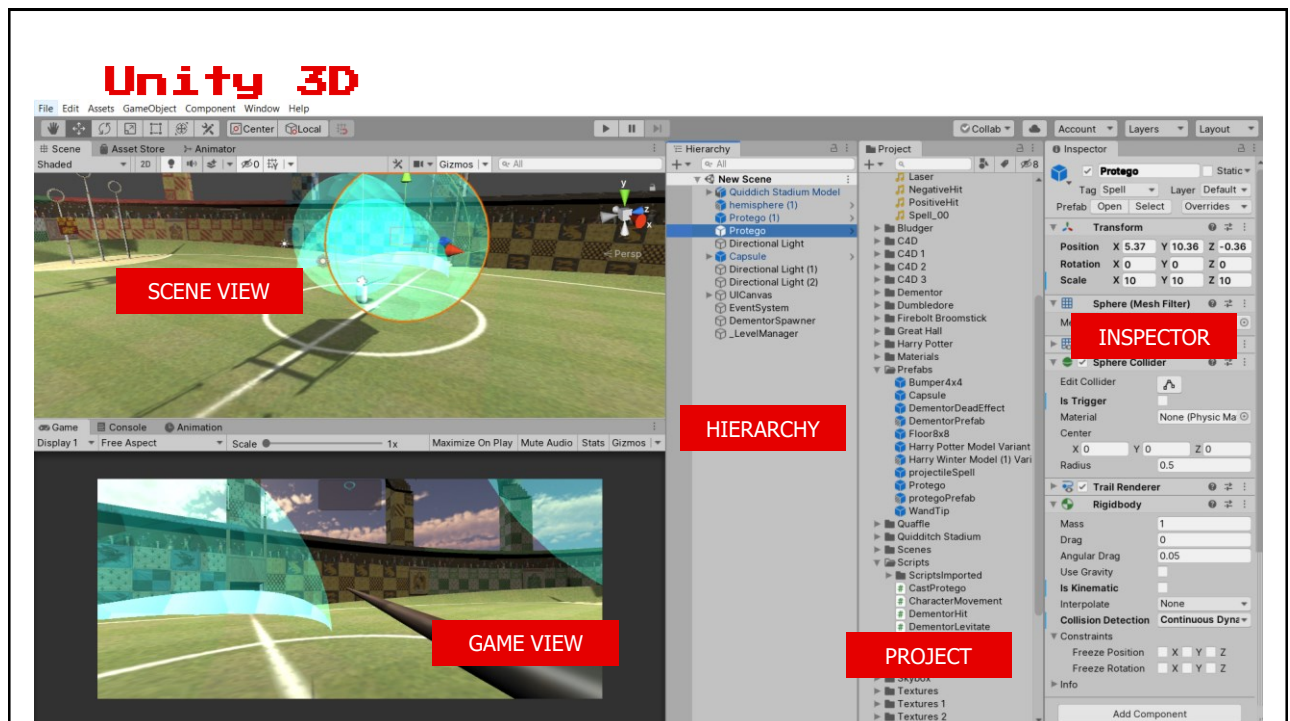 Unity 3D
File Edit Assets GameObject Component Window Help
Center Local
Collab Account Layers Layout
Scene Asset Store Animator
Shaded 2D 0 Gizmos All
y
z
x
Persp
SCENE VIEW
Game Console Animation
Display 1 Free Aspect Scale 1x Maximize On Play Mute Audio Stats Gizmos
GAME VIEW
Hierarchy
All
New Scene
Quiddich Stadium Model
hemisphere (1)
Protego (1)
Protego
Directional Light
Capsule
Directional Light (1)
Directional Light (2)
UICanvas
EventSystem
DementorSpawner
_LevelManager
HIERARCHY
Project
8
Laser
NegativeHit
PositiveHit
Spell_00
Bludger
C4D
C4D 1
C4D 2
C4D 3
Dementor
Dumbledore
Firebolt Broomstick
Great Hall
Harry Potter
Materials
Prefabs
Bumper4x4
Capsule
DementorDeadEffect
DementorPrefab
Floor8x8
Harry Potter Model Variant
Harry Winter Model (1) Vari
projectileSpell
Protego
protegoPrefab
WandTip
Quaffle
Quidditch Stadium
Scenes
Scripts
ScriptsImported
CastProtego
CharacterMovement
DementorHit
DementorLevitate
PROJECT
Skybox
Textures
Textures 1
Textures 2
Inspector
Protego Static
Tag Spell Layer Default
Prefab Open Select Overrides
Transform
Position X 5.37 Y 10.36 Z -0.36
Rotation X 0 Y 0 Z 0
Scale X 10 Y 10 Z 10
Sphere (Mesh Filter)
INSPECTOR
Sphere Collider
Edit Collider
Is Trigger
Material None (Physic Ma
Center
X 0 Y 0 Z 0
Radius 0.5
Trail Renderer
Rigidbody
Mass 1
Drag 0
Angular Drag 0.05
Use Gravity
Is Kinematic
Interpolate None
Collision Detection Continuous Dyna
Constraints
Freeze Position X Y Z
Freeze Rotation X Y Z
Info
Add Component